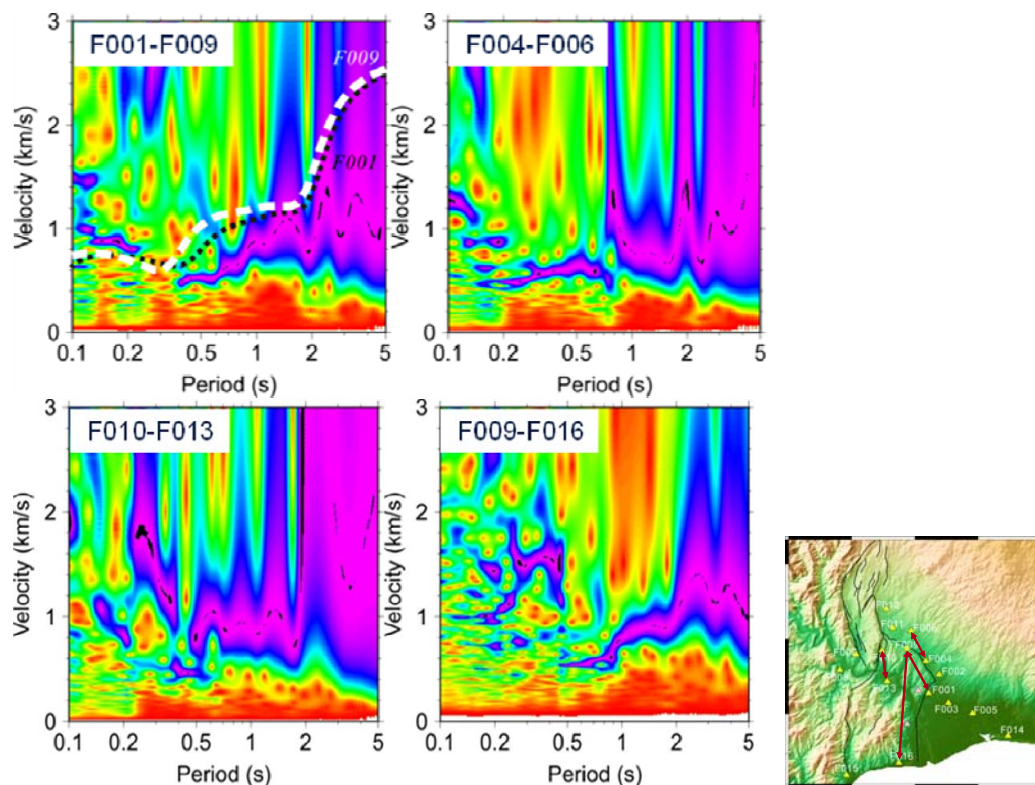 F001-F009
F009
F001
3
2
1
0
Velocity (km/s)
0.1 0.2 0.5 1 2 5
Period (s)
F004-F006
3
2
1
0
Velocity (km/s)
0.1 0.2 0.5 1 2 5
Period (s)
F010-F013
3
2
1
0
Velocity (km/s)
0.1 0.2 0.5 1 2 5
Period (s)
F009-F016
3
2
1
0
Velocity (km/s)
0.1 0.2 0.5 1 2 5
Period (s)
F011
F006
F004
F002
F013
F001
F003
F005
F014
F016
F015